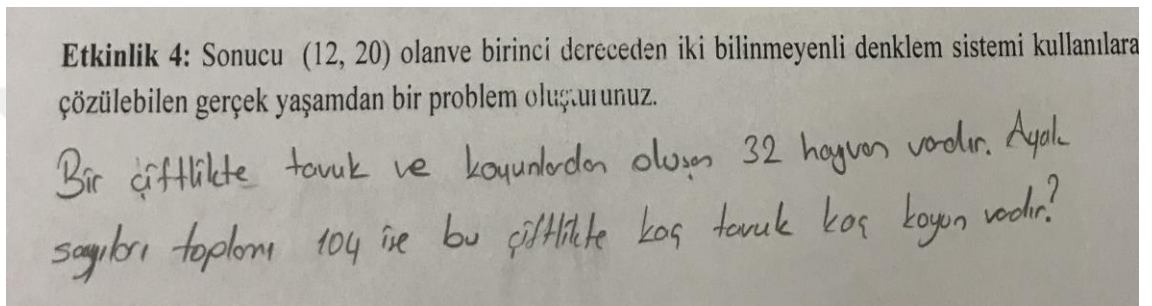 Etkinlik 4: Sonucu (12, 20) olanve birinci dereceden iki bilinmeyenli denklem sistemi kullanılara
çözülebilen gerçek yaşamdan bir problem oluşturunuz.
Bir çiftlikte tavuk ve koyunlardan oluşan 32 hayvan vardır. Ayak
sayıları toplamı 104 ise bu çiftlikte kaç tavuk kaç koyun vardır?